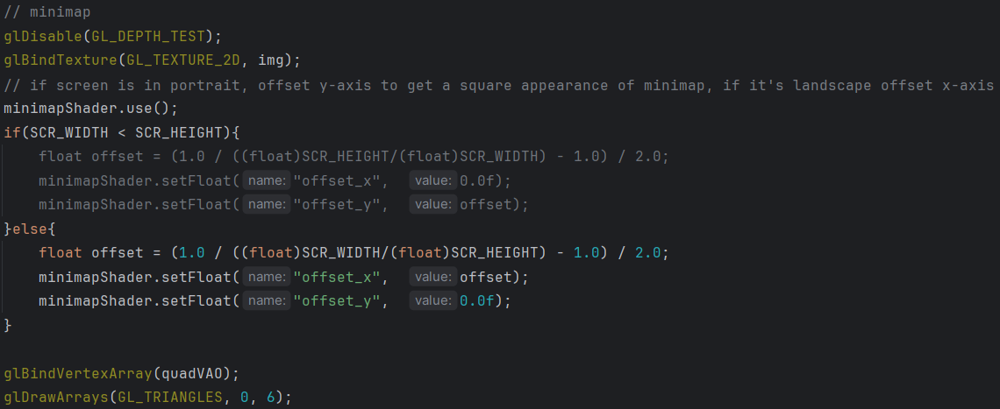 // minimap
glDisable(GL_DEPTH_TEST);
glBindTexture(GL_TEXTURE_2D, img);
// if screen is in portrait, offset y-axis to get a square appearance of minimap, if it's landscape offset x-axis
minimapShader.use();
if(SCR_WIDTH < SCR_HEIGHT){
    float offset = (1.0 / ((float)SCR_HEIGHT/(float)SCR_WIDTH) - 1.0) / 2.0;
    minimapShader.setFloat( name: "offset_x",  value: 0.0f);
    minimapShader.setFloat( name: "offset_y",  value: offset);
}else{
    float offset = (1.0 / ((float)SCR_WIDTH/(float)SCR_HEIGHT) - 1.0) / 2.0;
    minimapShader.setFloat( name: "offset_x",  value: offset);
    minimapShader.setFloat( name: "offset_y",  value: 0.0f);
}
glBindVertexArray(quadVAO);
glDrawArrays(GL_TRIANGLES, 0, 6);